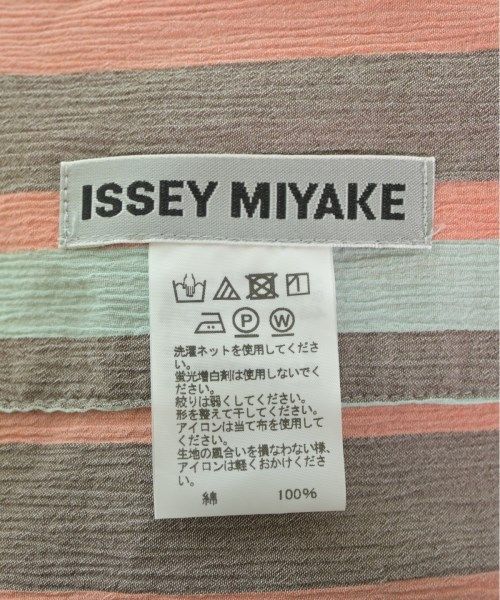 ISSEY MIYAKE
P W
洗濯ネットを使用してくださ
い。
蛍光増白剤は使用しないでく
ださい。
絞りは弱くしてください。
形を整えて干してください。
アイロンは当て布を使用して
ください。
生地の風合いを損なわない様、
アイロンは軽くおかけくださ
い。
綿 100%